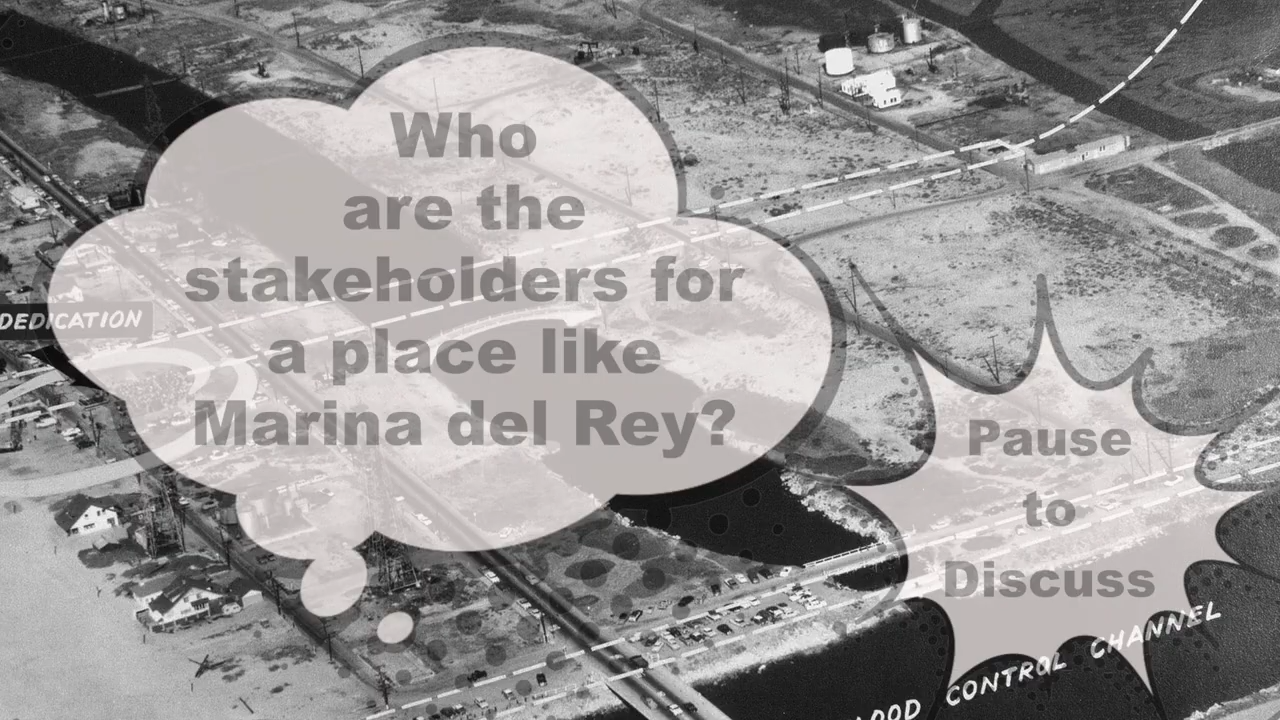 Who
are the
stakeholders for
a place like
Marina del Rey?
DEDICATION
Pause
to
Discuss
CONTROL CHANNEL